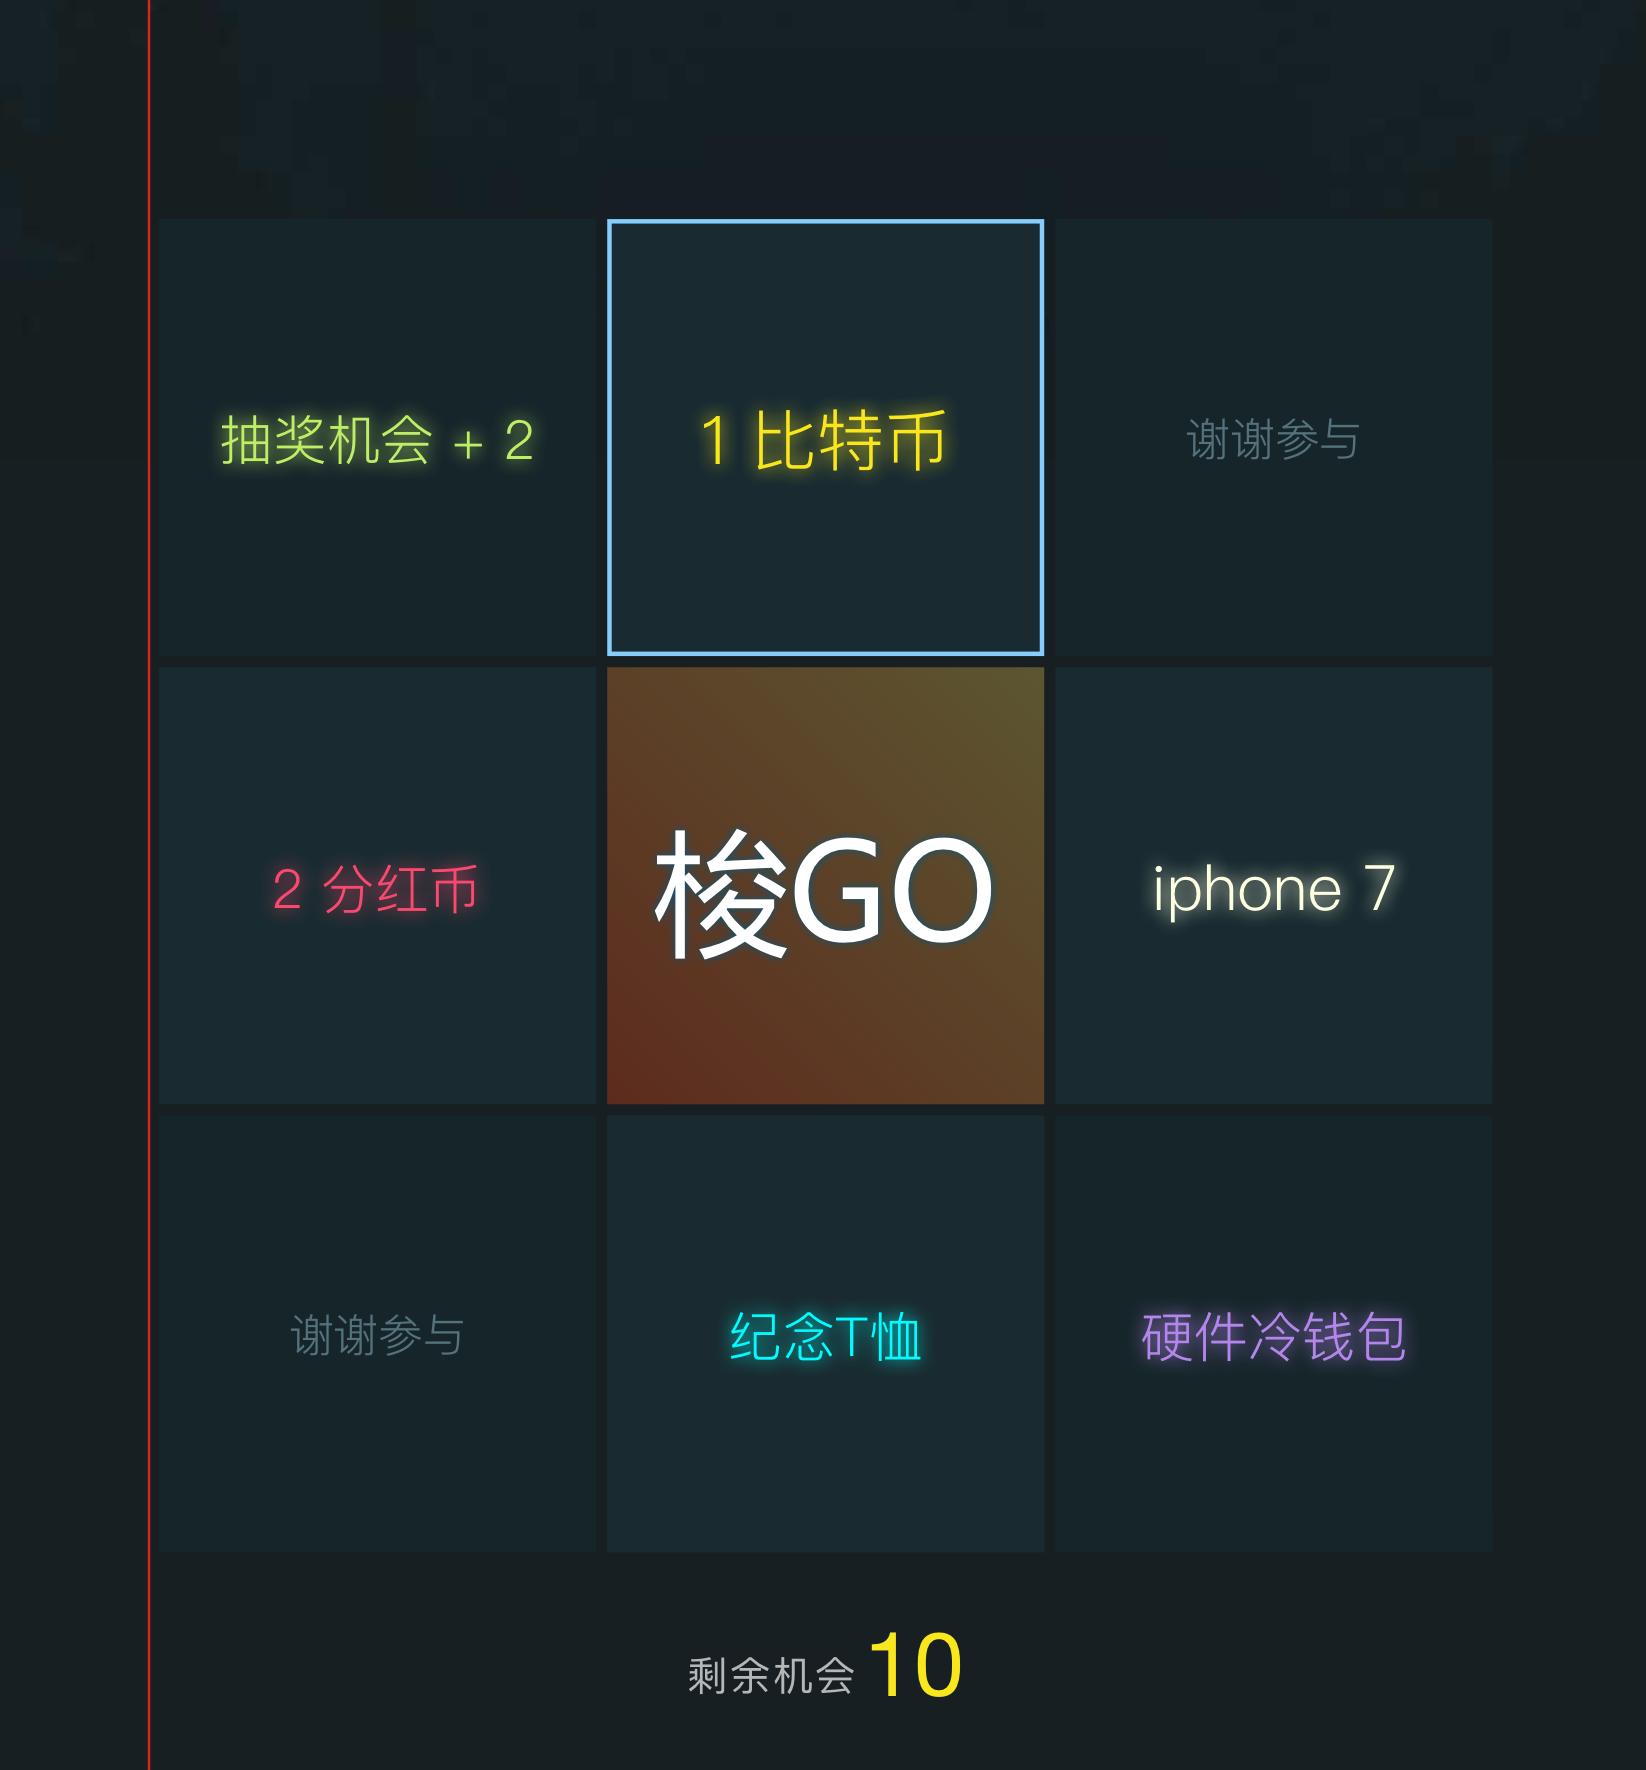 抽奖机会 + 2
1 比特币
谢谢参与
2 分红币
梭GO
iphone 7
谢谢参与
纪念T恤
硬件冷钱包
剩余机会 10